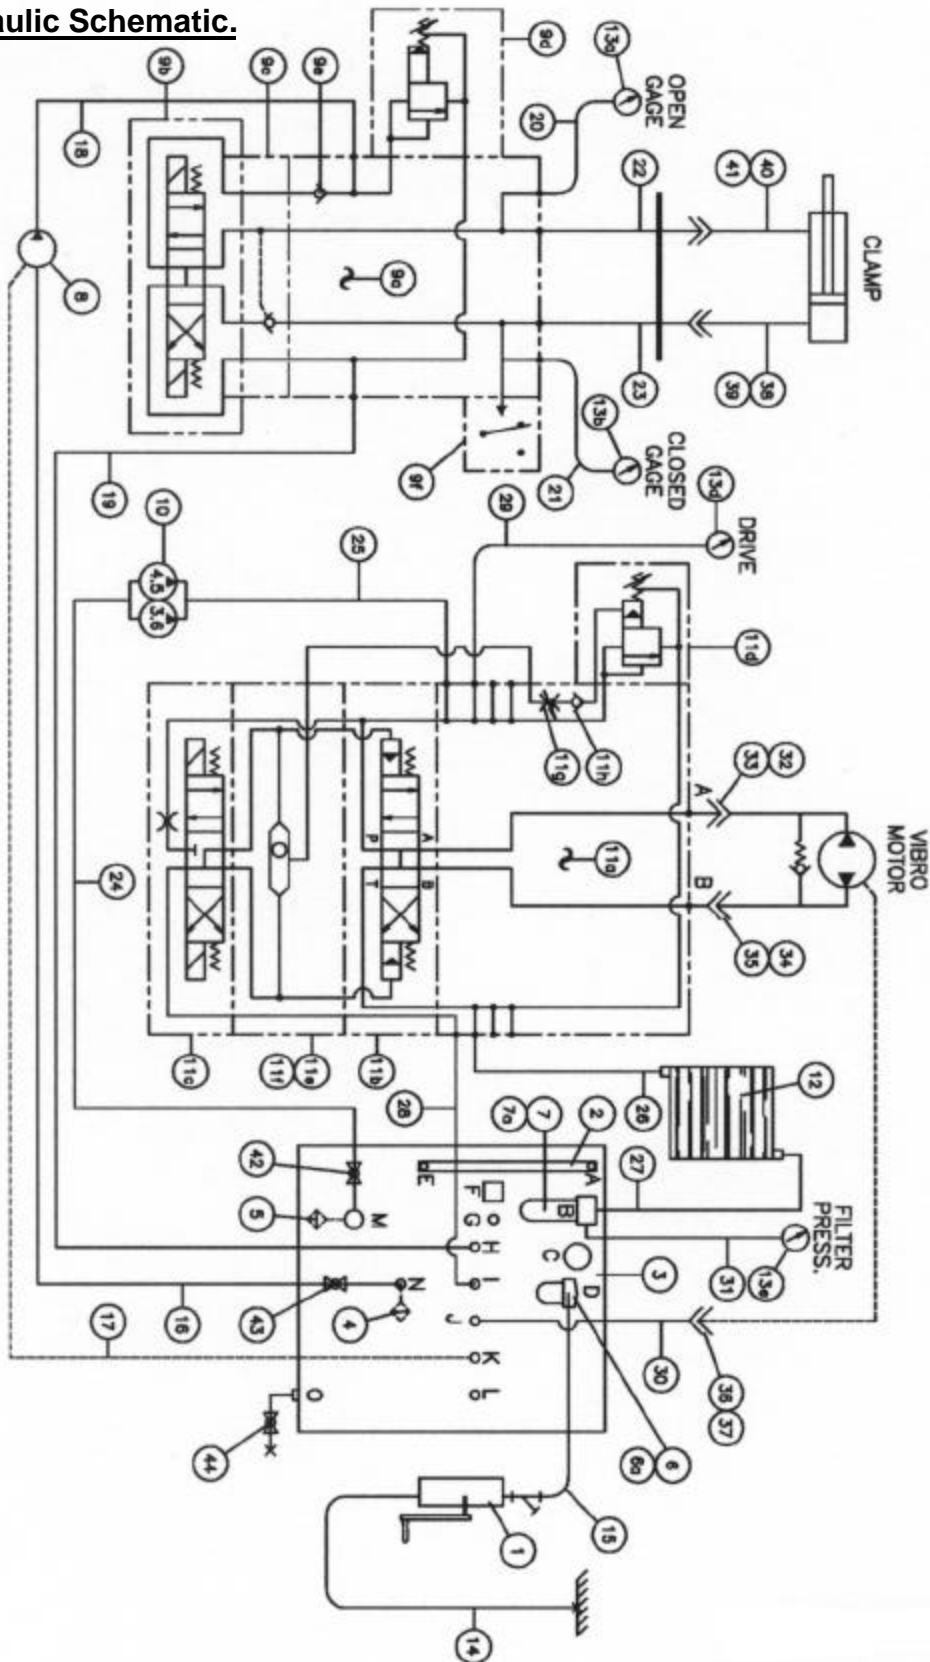 aulic Schematic.
9b
9c
9e
9d
13a
OPEN
GAGE
18
20
22
41
40
CLAMP
8
9a
23
39
38
13b
CLOSED
GAGE
9f
21
19
10
25
29
13d
DRIVE
4.5
3.6
11d
11g
11h
33
32
A
VIBRO
MOTOR
P
A
T
B
11a
B
24
35
34
11c
11f
11e
11b
28
26
12
7a
7
2
27
42
E
A
F
B
FILTER
PRESS.
5
M
G
C
H
3
31
13e
N
I
D
17
16
43
4
J
30
K
36
37
O
L
44
6a
6
1
15
14